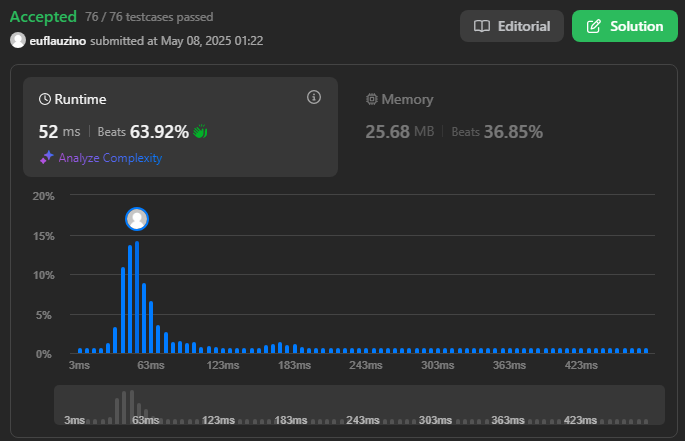 Accepted 76 / 76 testcases passed
euflauzino submitted at May 08, 2025 01:22
Editorial
Solution
Runtime
52 ms | Beats 63.92%
Analyze Complexity
Memory
25.68 MB | Beats 36.85%
20%
15%
10%
5%
0%
3ms 63ms 123ms 183ms 243ms 303ms 363ms 423ms
3ms 63ms 123ms 183ms 243ms 303ms 363ms 423ms